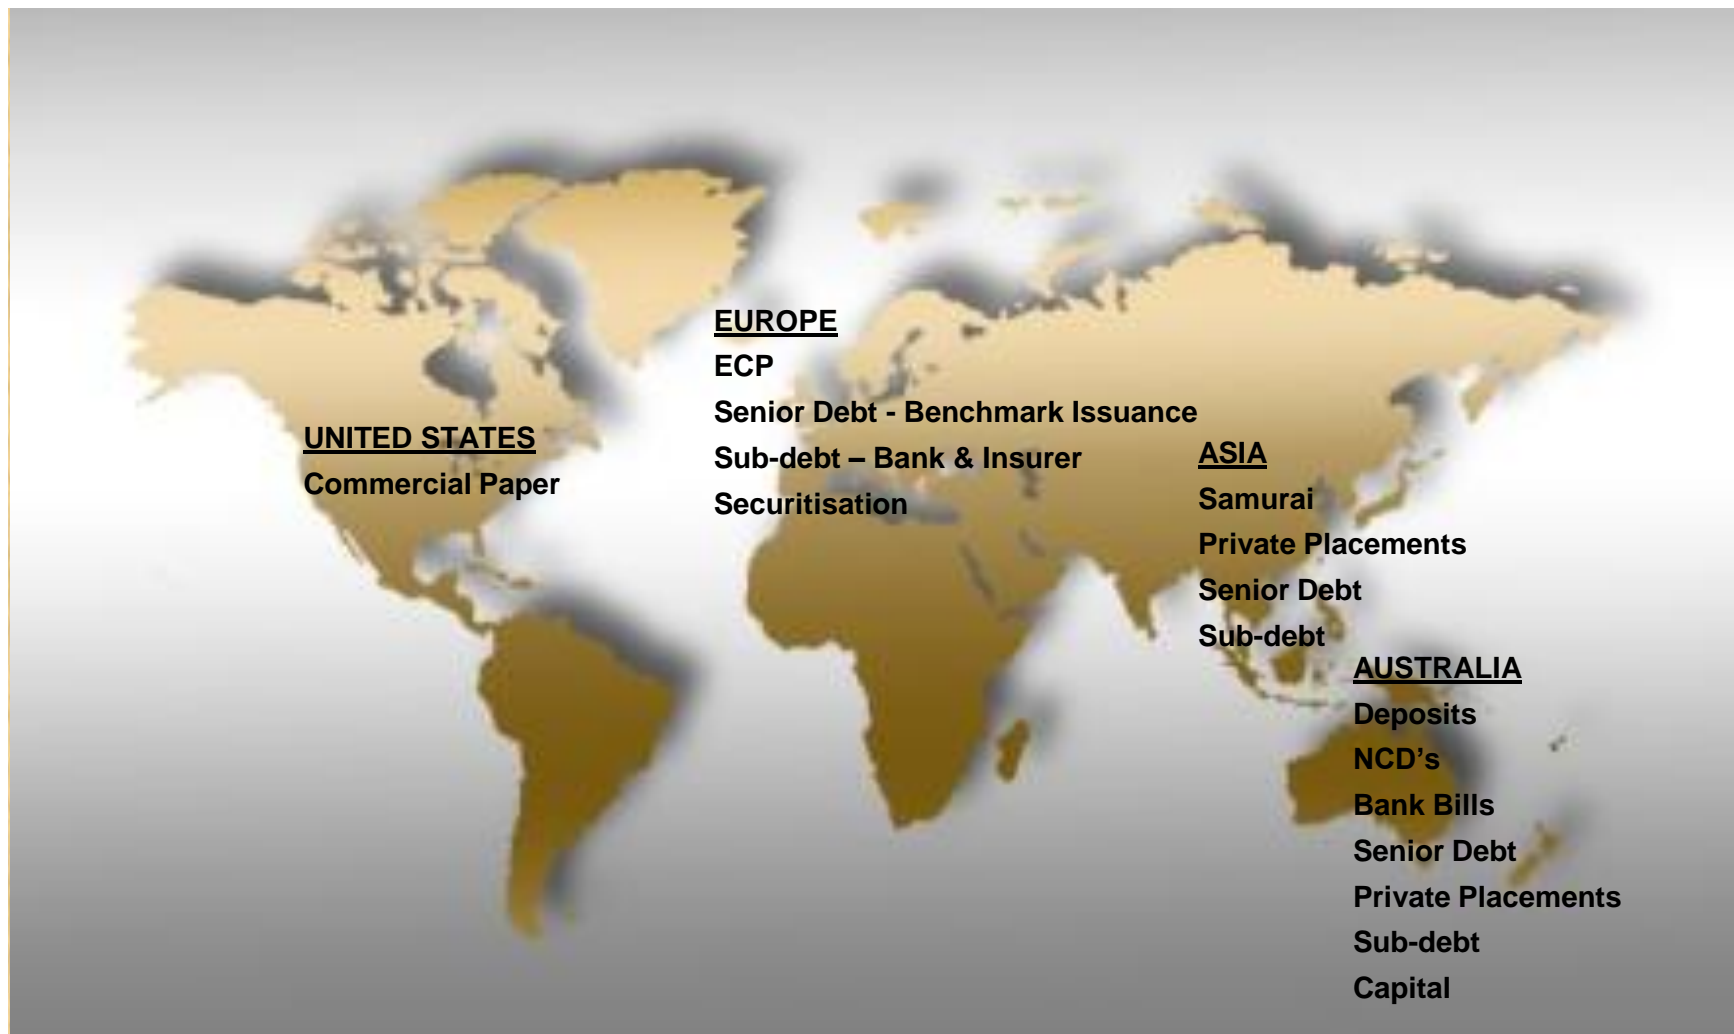 UNITED STATES
Commercial Paper
EUROPE
ECP
Senior Debt - Benchmark Issuance
Sub-debt – Bank & Insurer
Securitisation
ASIA
Samurai
Private Placements
Senior Debt
Sub-debt
AUSTRALIA
Deposits
NCD’s
Bank Bills
Senior Debt
Private Placements
Sub-debt
Capital